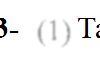 3- (1) Ta